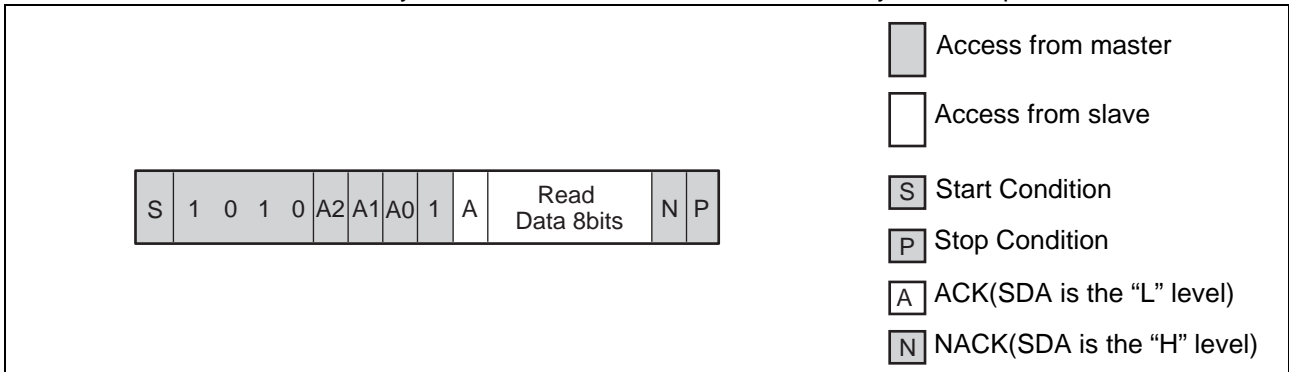 Access from master
Access from slave
S 1 0 1 0 A2 A1 A0 1 A Read Data 8bits N P
S Start Condition
P Stop Condition
A ACK(SDA is the “L” level)
N NACK(SDA is the “H” level)